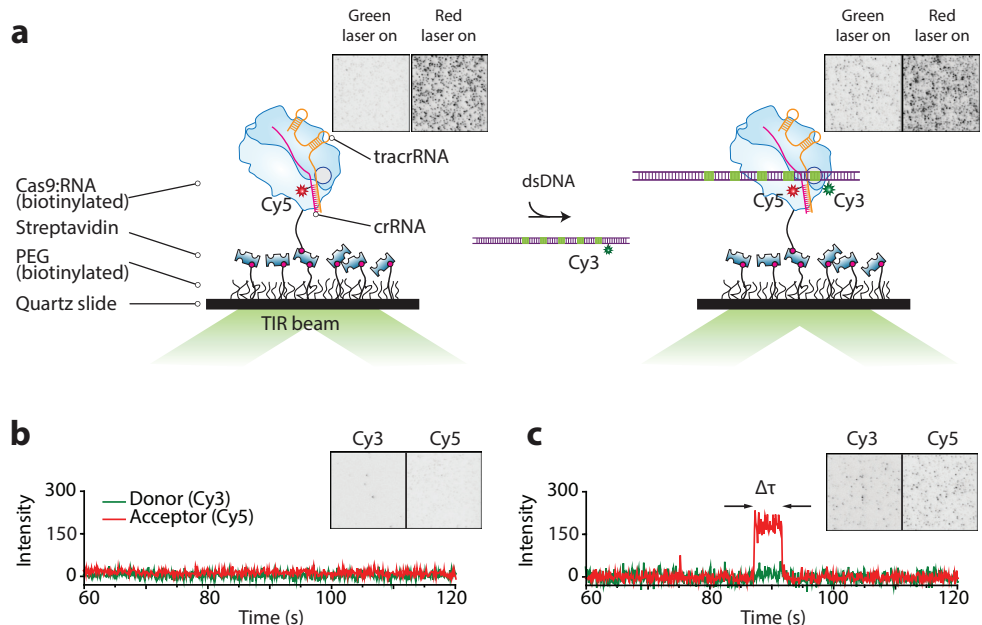 a
Green
laser on
Red
laser on
Green
laser on
Red
laser on
tracrRNA
Cas9:RNA
(biotinylated)
Cy5
crRNA
Streptavidin
PEG
(biotinylated)
Quartz slide
TIR beam
dsDNA
Cy3
Cy5
Cy3
b
Cy3
Cy5
Intensity
300
150
0
Donor (Cy3)
Acceptor (Cy5)
60
80
100
120
Time (s)
c
Cy3
Cy5
Δτ
Intensity
300
150
0
60
80
100
120
Time (s)